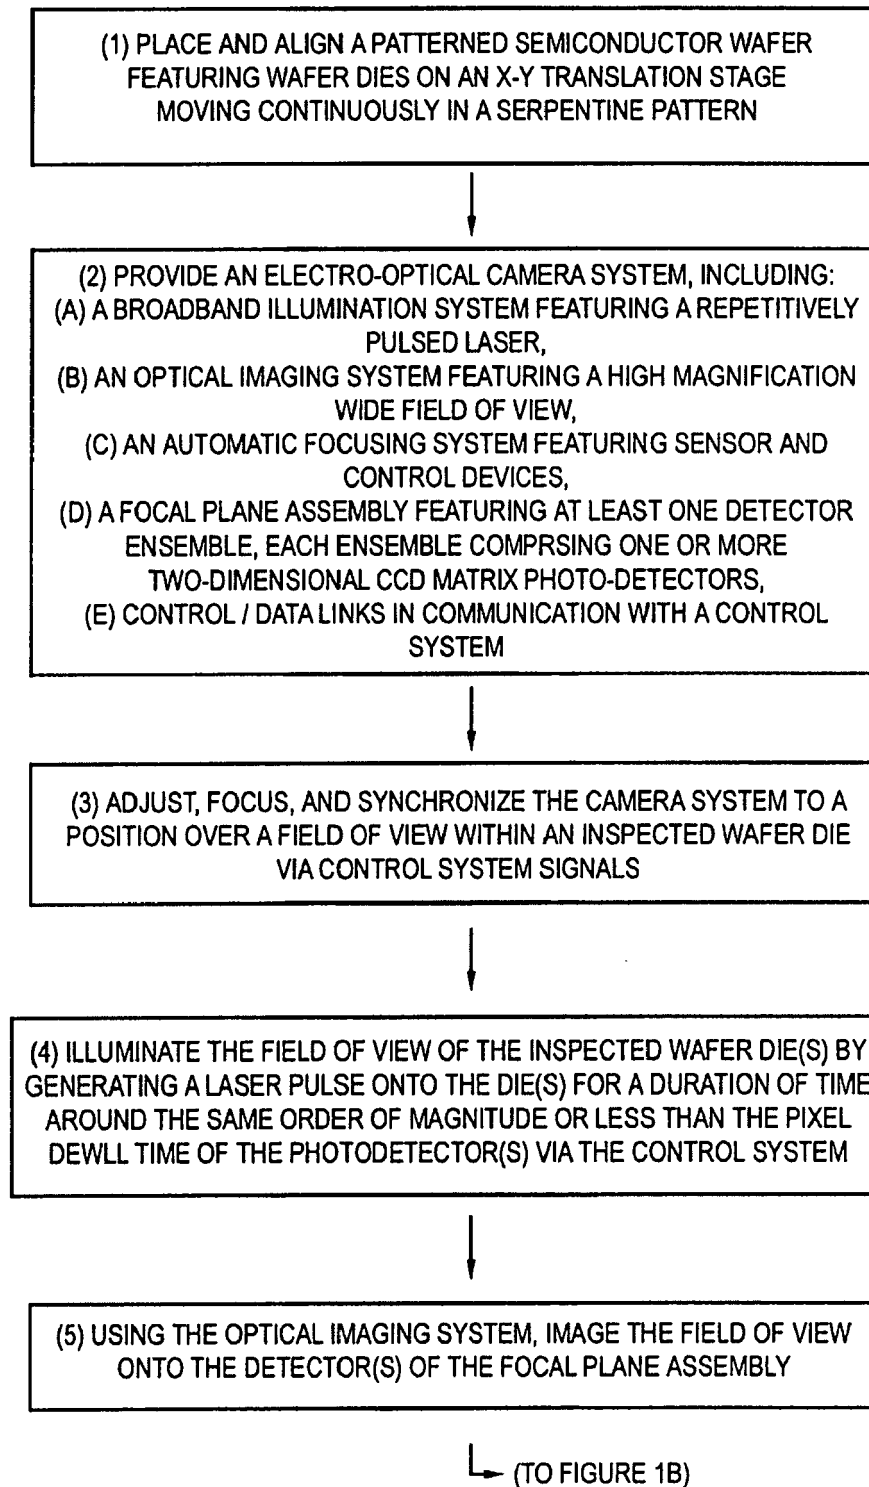 (1) PLACE AND ALIGN A PATTERNED SEMICONDUCTOR WAFER
FEATURING WAFER DIES ON AN X-Y TRANSLATION STAGE
MOVING CONTINUOUSLY IN A SERPENTINE PATTERN
(2) PROVIDE AN ELECTRO-OPTICAL CAMERA SYSTEM, INCLUDING:
(A) A BROADBAND ILLUMINATION SYSTEM FEATURING A REPETITIVELY
PULSED LASER,
(B) AN OPTICAL IMAGING SYSTEM FEATURING A HIGH MAGNIFICATION
WIDE FIELD OF VIEW,
(C) AN AUTOMATIC FOCUSING SYSTEM FEATURING SENSOR AND
CONTROL DEVICES,
(D) A FOCAL PLANE ASSEMBLY FEATURING AT LEAST ONE DETECTOR
ENSEMBLE, EACH ENSEMBLE COMPRSING ONE OR MORE
TWO-DIMENSIONAL CCD MATRIX PHOTO-DETECTORS,
(E) CONTROL / DATA LINKS IN COMMUNICATION WITH A CONTROL
SYSTEM
(3) ADJUST, FOCUS, AND SYNCHRONIZE THE CAMERA SYSTEM TO A
POSITION OVER A FIELD OF VIEW WITHIN AN INSPECTED WAFER DIE
VIA CONTROL SYSTEM SIGNALS
(4) ILLUMINATE THE FIELD OF VIEW OF THE INSPECTED WAFER DIE(S) BY
GENERATING A LASER PULSE ONTO THE DIE(S) FOR A DURATION OF TIME
AROUND THE SAME ORDER OF MAGNITUDE OR LESS THAN THE PIXEL
DEWLL TIME OF THE PHOTODETECTOR(S) VIA THE CONTROL SYSTEM
(5) USING THE OPTICAL IMAGING SYSTEM, IMAGE THE FIELD OF VIEW
ONTO THE DETECTOR(S) OF THE FOCAL PLANE ASSEMBLY
(TO FIGURE 1B)